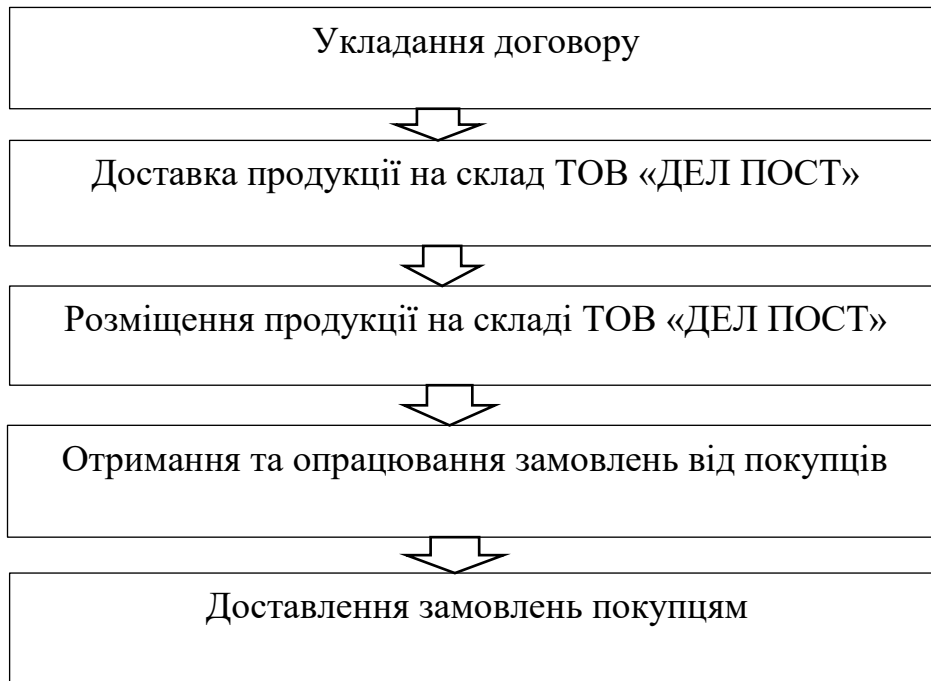 Укладання договору
Доставка продукції на склад ТОВ «ДЕЛ ПОСТ»
Розміщення продукції на складі ТОВ «ДЕЛ ПОСТ»
Отримання та опрацювання замовлень від покупців
Доставлення замовлень покупцям